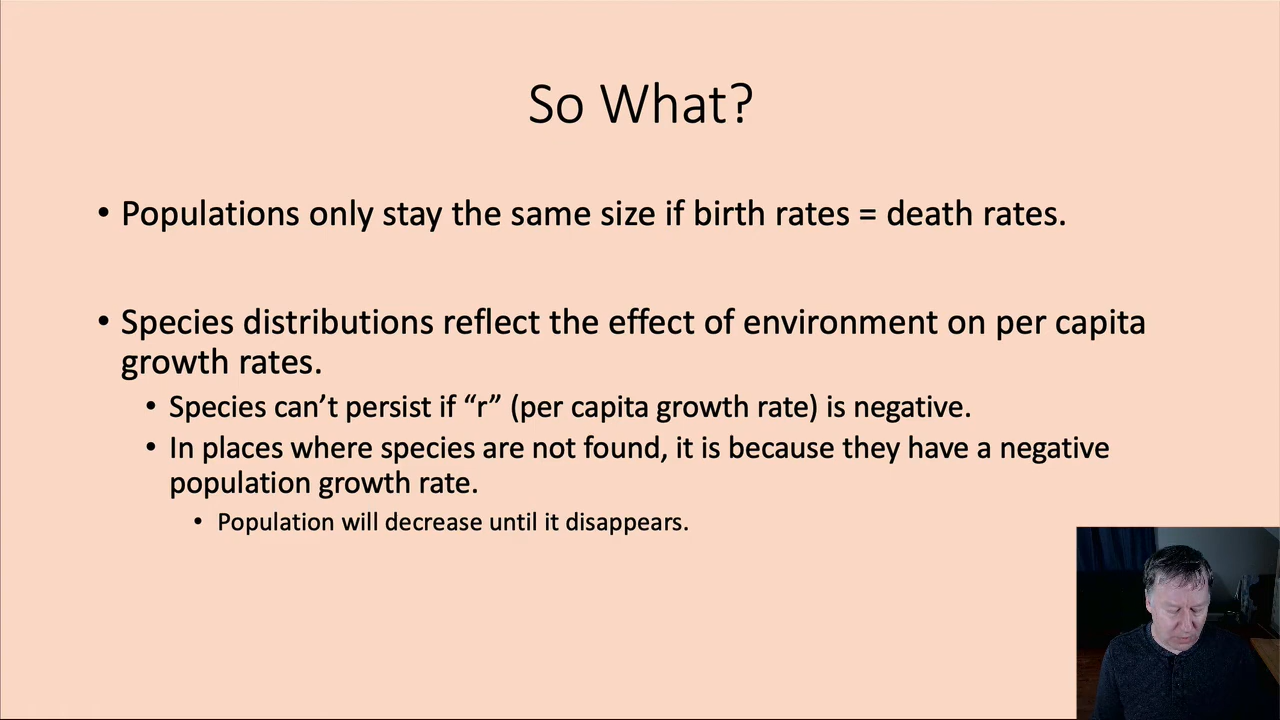 So What?
• Populations only stay the same size if birth rates = death rates.
• Species distributions reflect the effect of environment on per capita
growth rates.
• Species can’t persist if “r” (per capita growth rate) is negative.
• In places where species are not found, it is because they have a negative
population growth rate.
• Population will decrease until it disappears.